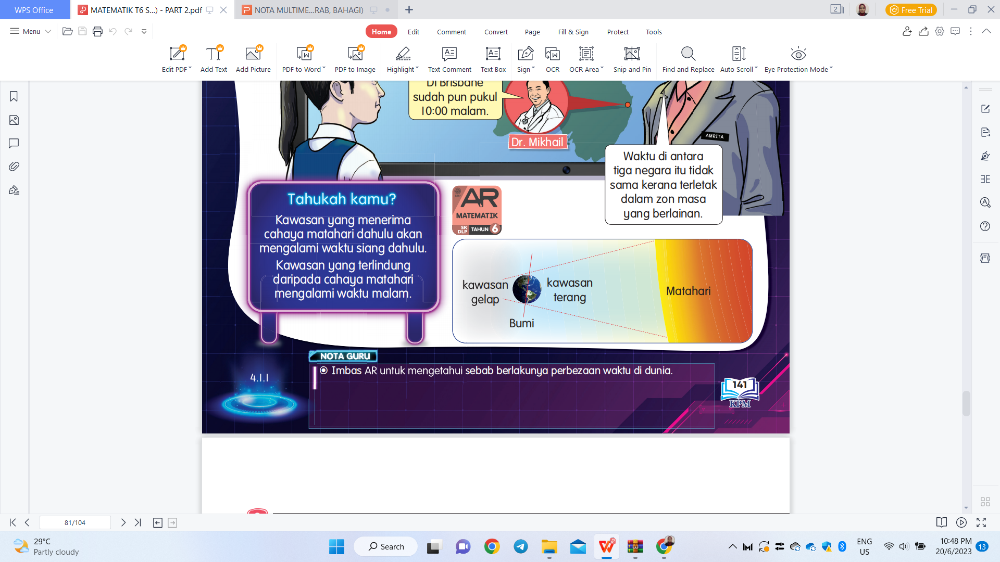 WPS Office
MATEMATIK T6 S...) - PART 2.pdf
NOTA MULTIME...RAB, BAHAGI)
2
Free Trial
Menu
Home
Edit
Comment
Convert
Page
Fill & Sign
Protect
Tools
Edit PDF
Add Text
Add Picture
PDF to Word
PDF to Image
Highlight
Text Comment
Text Box
Sign
OCR
OCR Area
Snip and Pin
Find and Replace
Auto Scroll
Eye Protection Mode
Di Brisbane
sudah pun pukul
10:00 malam.
Dr. Mikhail
AMRITA
Waktu di antara
tiga negara itu tidak
sama kerana terletak
dalam zon masa
yang berlainan.
Tahukah kamu?
Kawasan yang menerima
cahaya matahari dahulu akan
mengalami waktu siang dahulu.
Kawasan yang terlindung
daripada cahaya matahari
mengalami waktu malam.
AR
MATEMATIK
SK
DLP
TAHUN 6
kawasan
gelap
kawasan
terang
Bumi
Matahari
NOTA GURU
Imbas AR untuk mengetahui sebab berlakunya perbezaan waktu di dunia.
4.1.1
141
KPM
81/104
29°C
Partly cloudy
Search
ENG
US
10:48 PM
20/6/2023
13